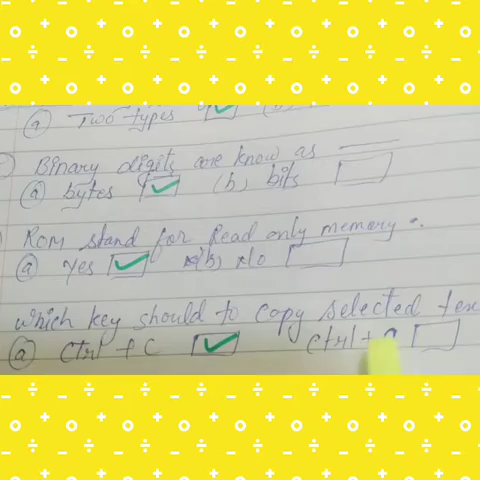 (a) Two types
Binary digits are know as ____
(a) bytes (b) bits
Rom stand for Read only memory.
(a) Yes (b) No
which key should to copy selected
(a) Ctrl + C Ctrl +